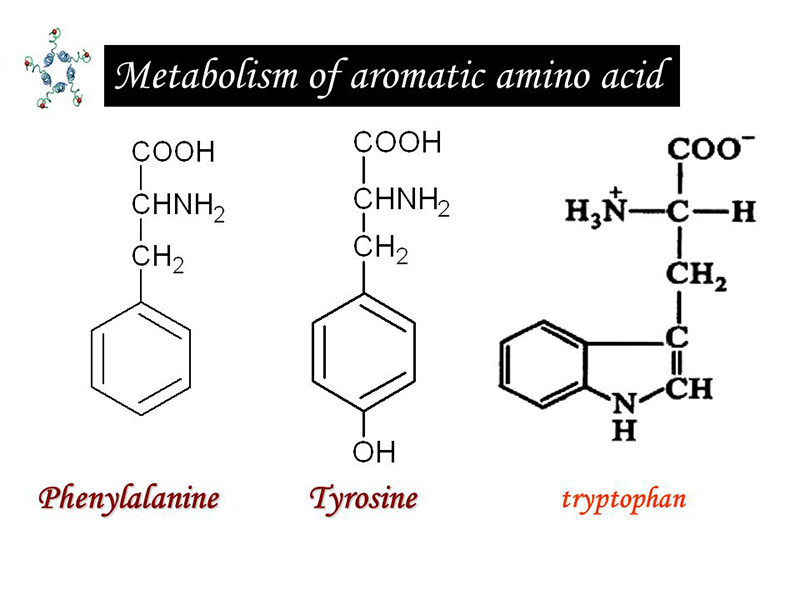 Metabolism of aromatic amino acid
COOH
CHNH2
CH2
Phenylalanine
COOH
CHNH2
CH2
OH
Tyrosine
COO−
H3N+—C—H
CH2
C
CH
N
H
tryptophan